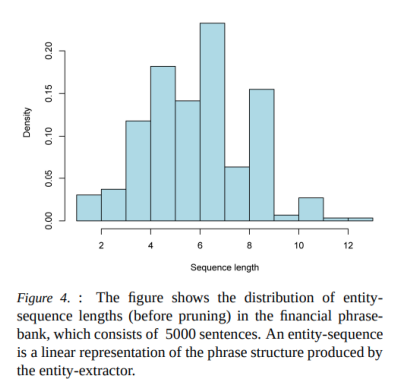 0.20
0.15
0.10
0.05
0.00
Density
2 4 6 8 10 12
Sequence length
Figure 4. : The figure shows the distribution of entity-
sequence lengths (before pruning) in the financial phrase-
bank, which consists of 5000 sentences. An entity-sequence
is a linear representation of the phrase structure produced by
the entity-extractor.